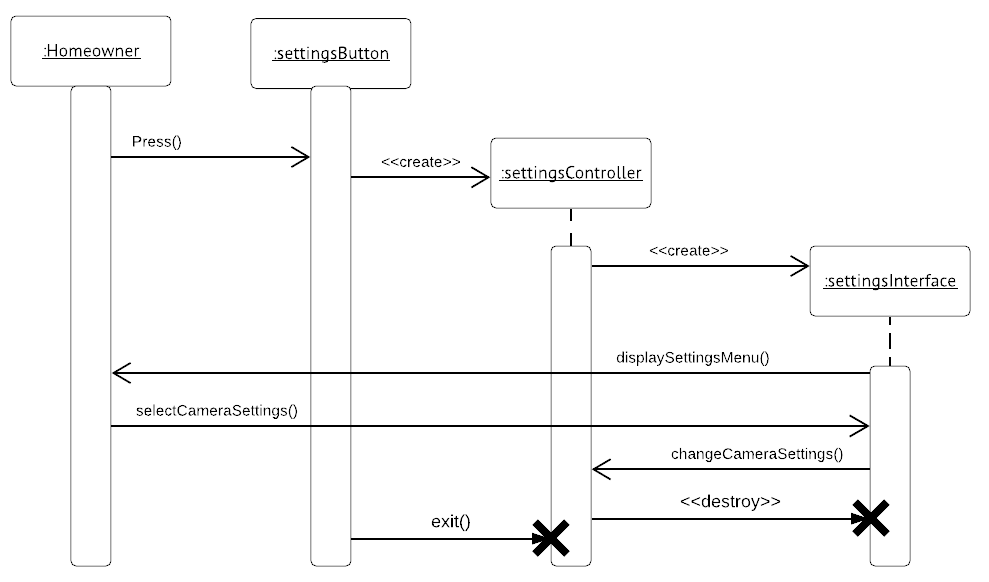 :Homeowner
:settingsButton
Press()
<<create>>
:settingsController
<<create>>
:settingsInterface
displaySettingsMenu()
selectCameraSettings()
changeCameraSettings()
<<destroy>>
exit()